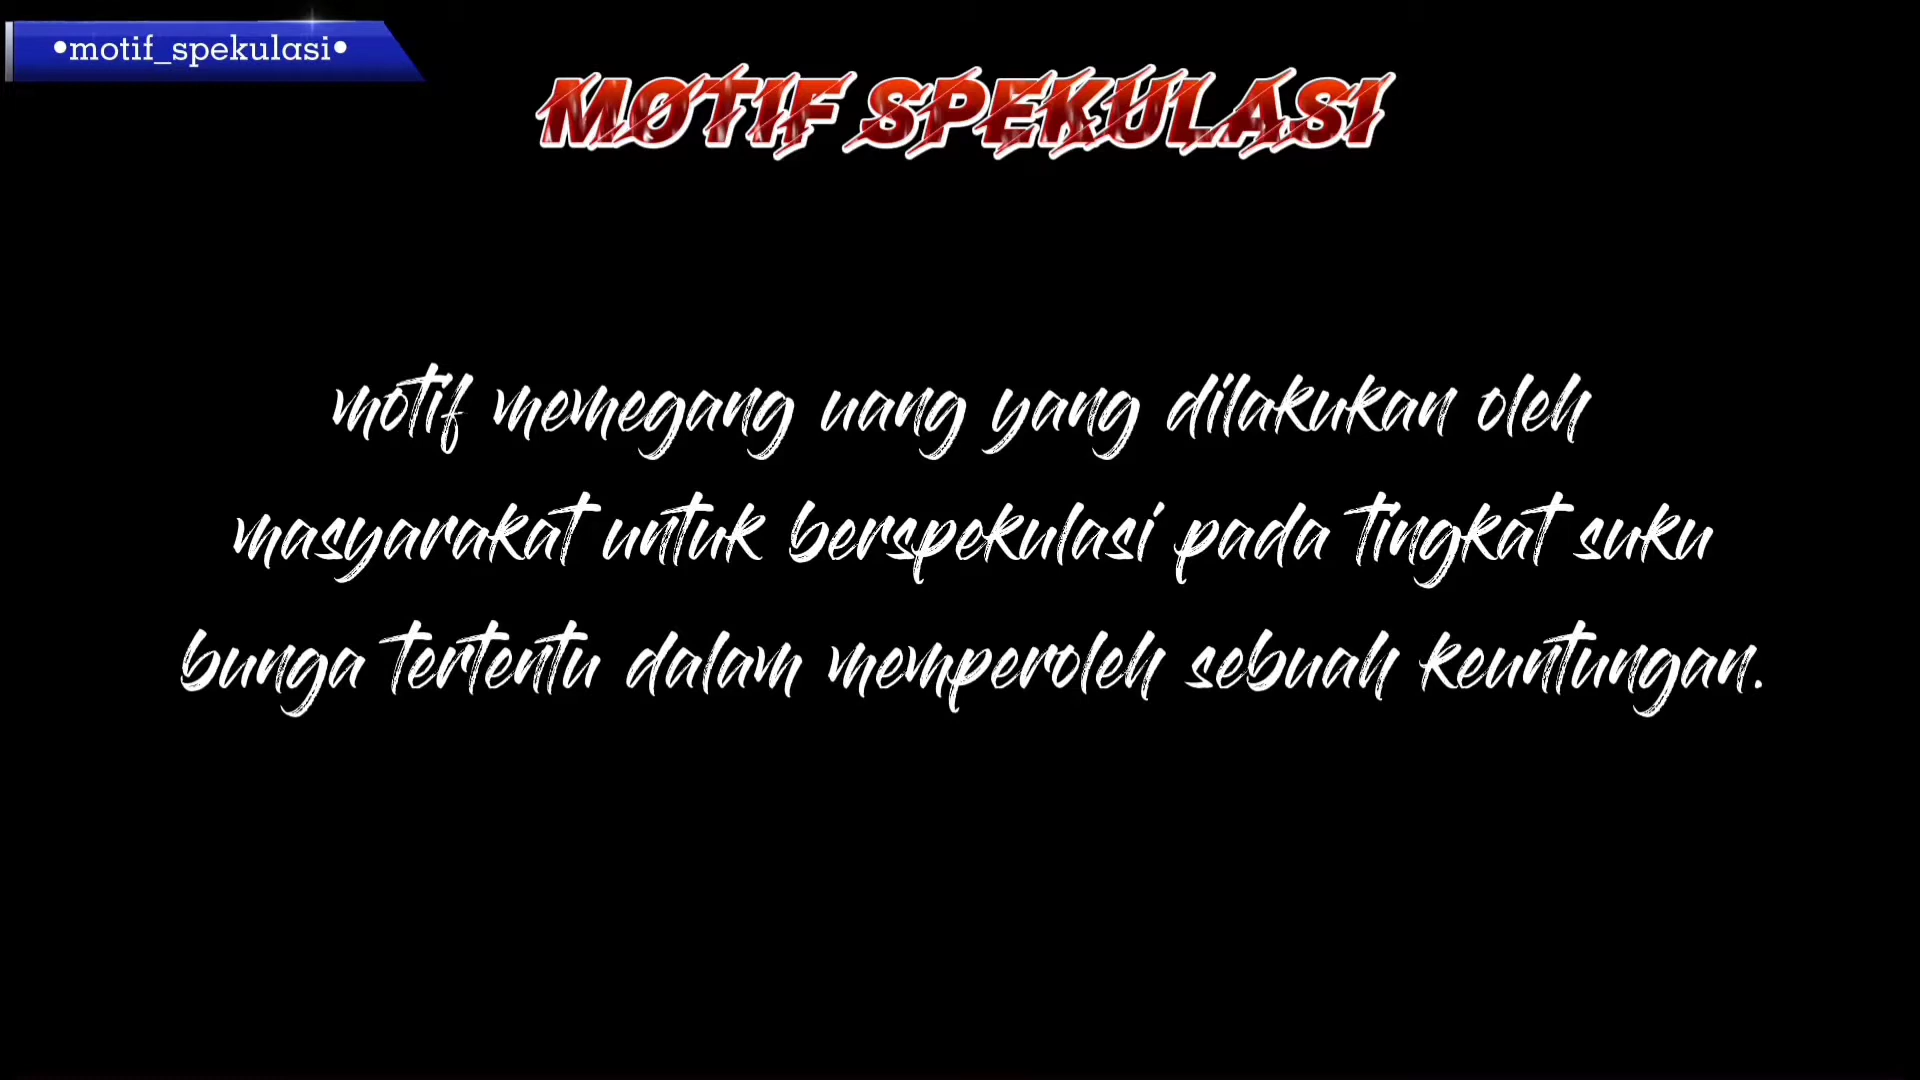 •motif_spekulasi•
MOTIF SPEKULASI
motif memegang uang yang dilakukan oleh
masyarakat untuk berspekulasi pada tingkat suku
bunga tertentu dalam memperoleh sebuah keuntungan.